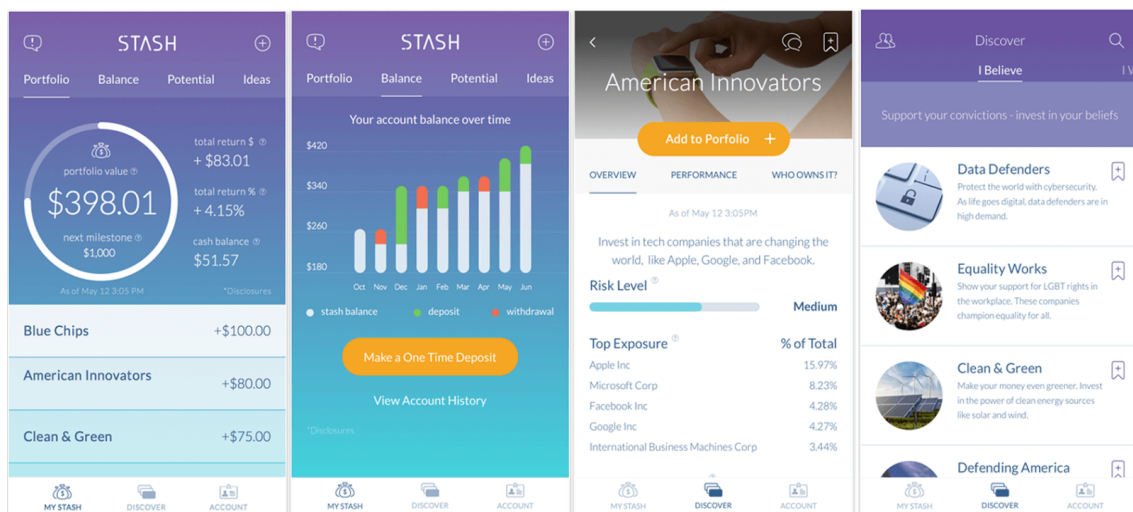 STASH
Portfolio Balance Potential Ideas
portfolio value
$398.01
next milestone
$1,000
total return $
+ $83.01
total return %
+ 4.15%
cash balance
$51.57
As of May 12 3:05 PM
*Disclosures
Blue Chips +$100.00
American Innovators +$80.00
Clean & Green +$75.00
MY STASH DISCOVER ACCOUNT
STASH
Portfolio Balance Potential Ideas
Your account balance over time
$420
$340
$260
$180
Oct Nov Dec Jan Feb Mar Apr May Jun
stash balance deposit withdrawal
Make a One Time Deposit
View Account History
*Disclosures
MY STASH DISCOVER ACCOUNT
American Innovators
Add to Porfolio +
OVERVIEW PERFORMANCE WHO OWNS IT?
As of May 12 3:05PM
Invest in tech companies that are changing the
world, like Apple, Google, and Facebook.
Risk Level
Medium
Top Exposure % of Total
Apple Inc 15.97%
Microsoft Corp 8.23%
Facebook Inc 4.28%
Google Inc 4.27%
International Business Machines Corp 3.44%
MY STASH DISCOVER ACCOUNT
Discover
I Believe I W
Support your convictions - invest in your beliefs
Data Defenders
Protect the world with cybersecurity.
As life goes digital, data defenders are in
high demand.
Equality Works
Show your support for LGBT rights in
the workplace. These companies
champion equality for all.
Clean & Green
Make your money even greener. Invest
in the power of clean energy sources
like solar and wind.
Defending America
MY STASH DISCOVER ACCOUNT